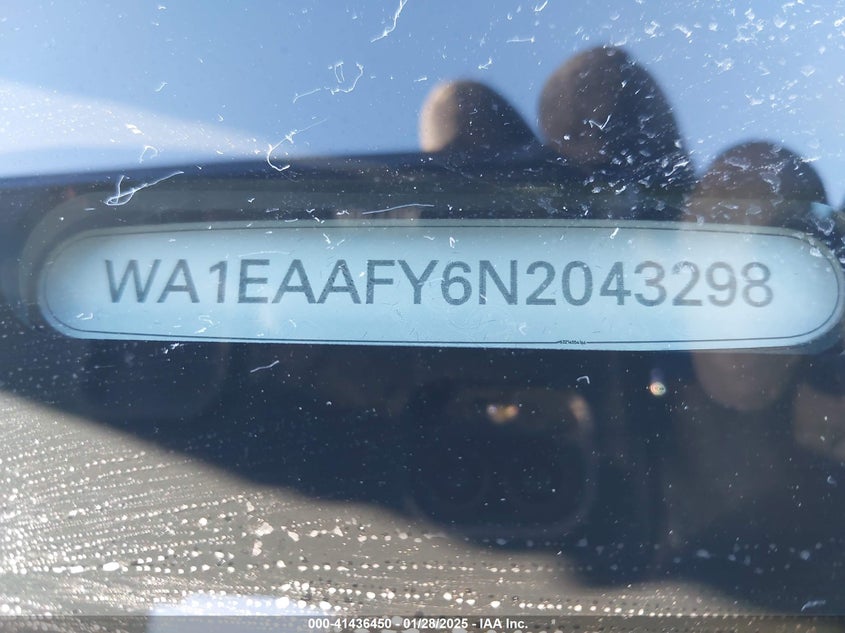 WA1EAAFY6N2043298
000-41436450 — 01/28/2025 — IAA Inc.